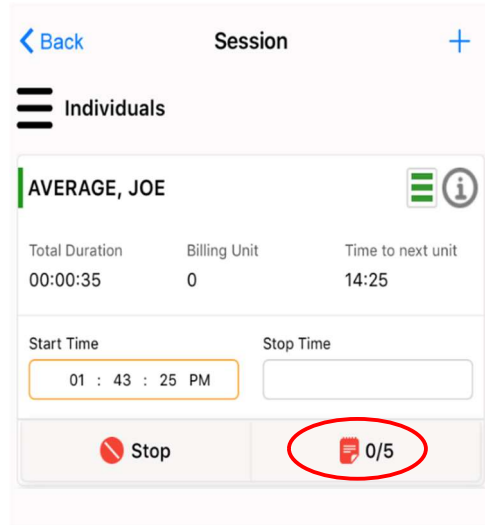 Back Session +
Individuals
AVERAGE, JOE
Total Duration Billing Unit Time to next unit
00:00:35 0 14:25
Start Time Stop Time
01 : 43 : 25 PM
Stop 0/5